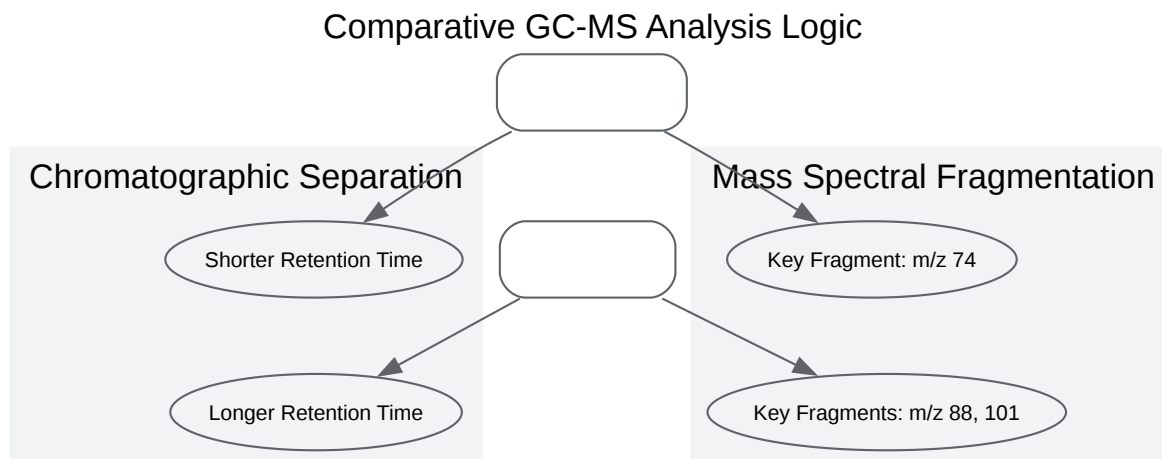 Comparative GC-MS Analysis Logic
Chromatographic Separation
Mass Spectral Fragmentation
Shorter Retention Time
Key Fragment: m/z 74
Longer Retention Time
Key Fragments: m/z 88, 101